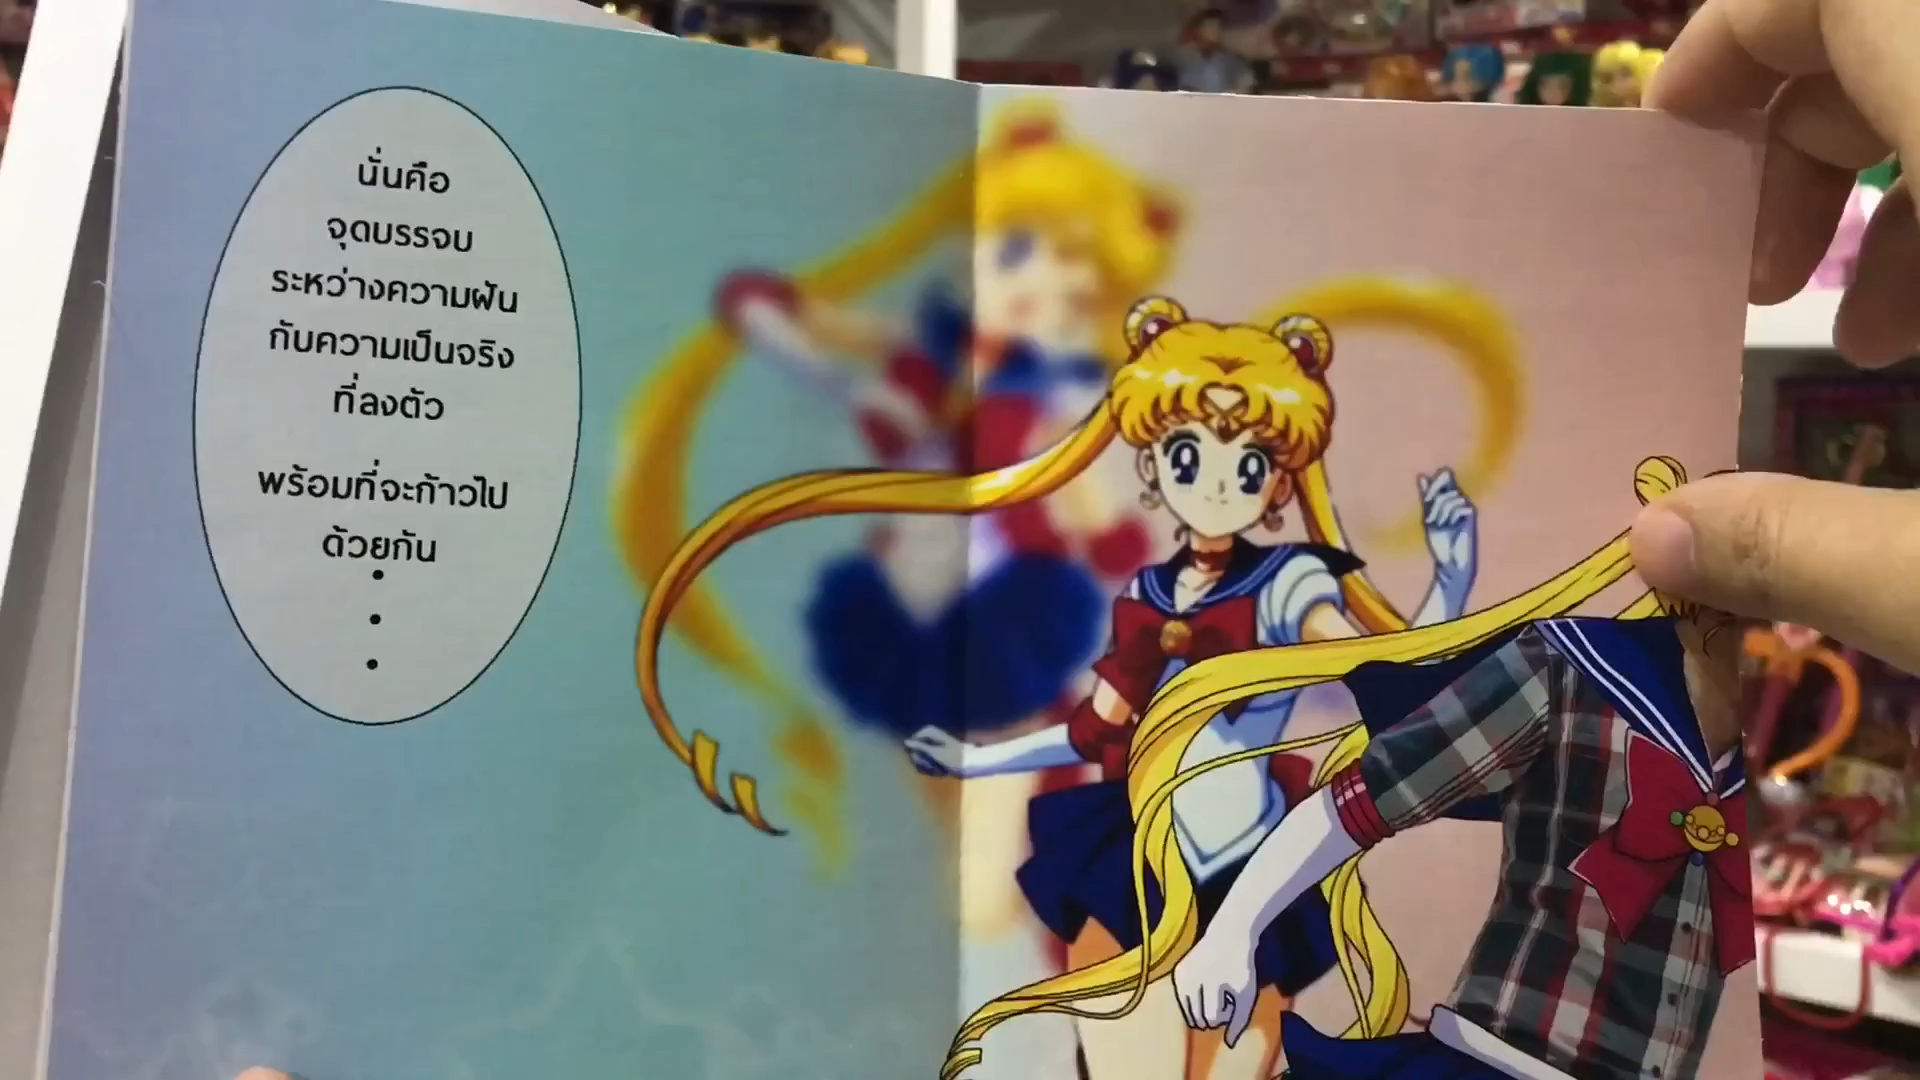 นั่นคือ
จุดบรรจบ
ระหว่างความฝัน
กับความเป็นจริง
ที่ลงตัว
พร้อมที่จะก้าวไป
ด้วยกัน
.
.
.